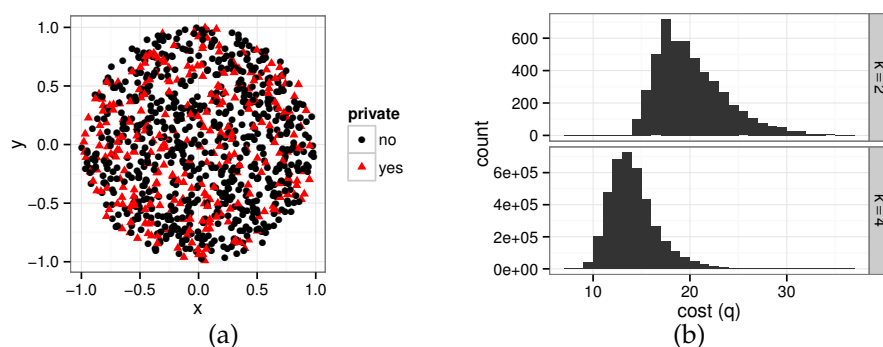 1.0
0.5
0.0
−0.5
−1.0
y
−1.0 −0.5 0.0 0.5 1.0
x
private
no
yes
(a)
600
400
200
0
K = 2
6e+05
4e+05
2e+05
0e+00
K = 4
count
10 20 30
cost (q)
(b)